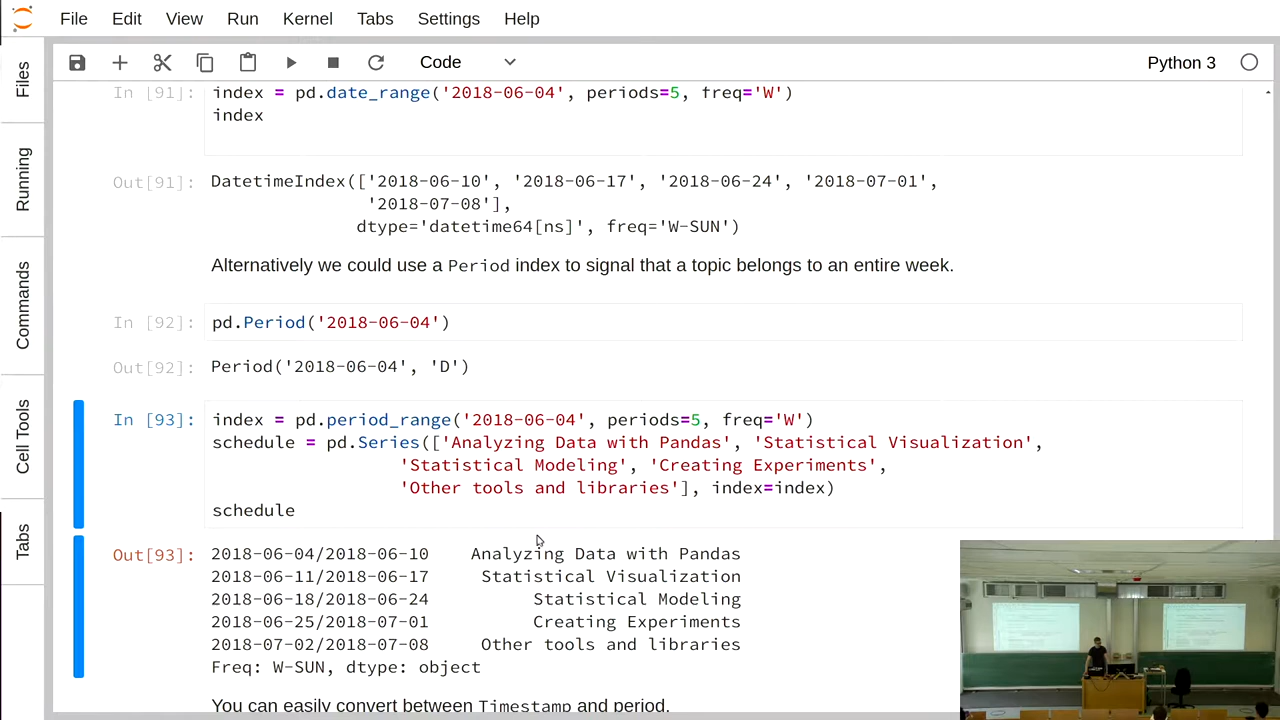 File Edit View Run Kernel Tabs Settings Help
Code Python 3
Files
Running
Commands
Cell Tools
Tabs
In [91]: index = pd.date_range('2018-06-04', periods=5, freq='W')
index
Out[91]: DatetimeIndex(['2018-06-10', '2018-06-17', '2018-06-24', '2018-07-01',
'2018-07-08'],
dtype='datetime64[ns]', freq='W-SUN')
Alternatively we could use a Period index to signal that a topic belongs to an entire week.
In [92]: pd.Period('2018-06-04')
Out[92]: Period('2018-06-04', 'D')
In [93]: index = pd.period_range('2018-06-04', periods=5, freq='W')
schedule = pd.Series(['Analyzing Data with Pandas', 'Statistical Visualization',
'Statistical Modeling', 'Creating Experiments',
'Other tools and libraries'], index=index)
schedule
Out[93]: 2018-06-04/2018-06-10 Analyzing Data with Pandas
2018-06-11/2018-06-17 Statistical Visualization
2018-06-18/2018-06-24 Statistical Modeling
2018-06-25/2018-07-01 Creating Experiments
2018-07-02/2018-07-08 Other tools and libraries
Freq: W-SUN, dtype: object
You can easily convert between Timestamp and period.